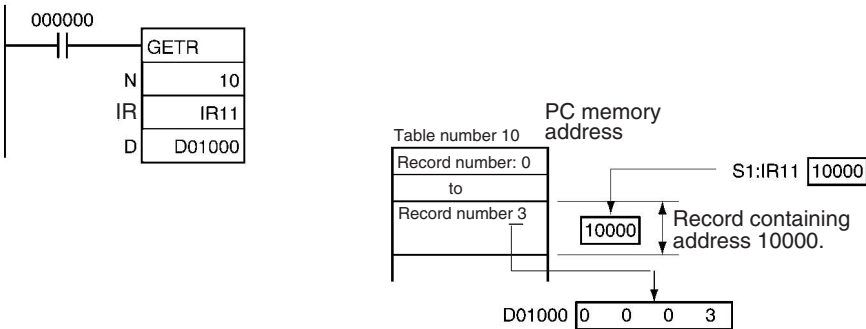 000000
GETR
N 10
IR IR11
D D01000
PC memory
address
Table number 10
Record number: 0
to
Record number 3
S1:IR11 10000
10000
Record containing
address 10000.
D01000 0 0 0 3